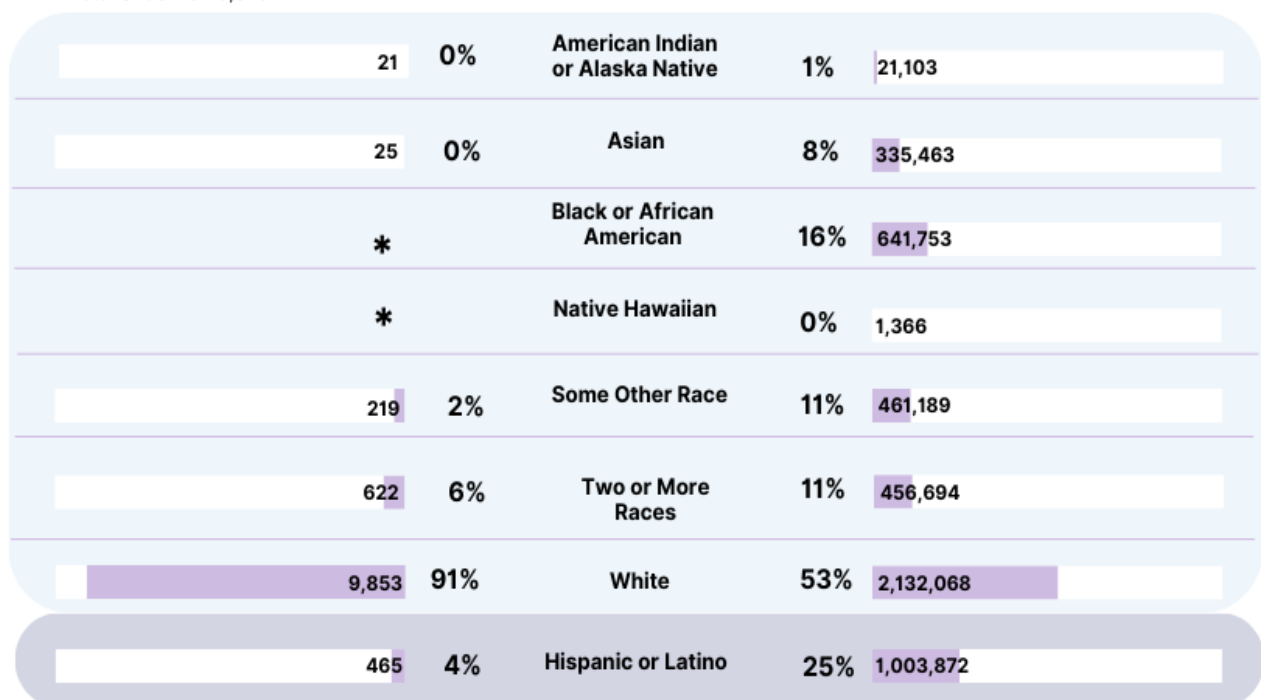 21 0% American Indian
or Alaska Native 1% 21,103
25 0% Asian 8% 335,463
* Black or African
American 16% 641,753
* Native Hawaiian 0% 1,366
219 2% Some Other Race 11% 461,189
622 6% Two or More
Races 11% 456,694
9,853 91% White 53% 2,132,068
465 4% Hispanic or Latino 25% 1,003,872